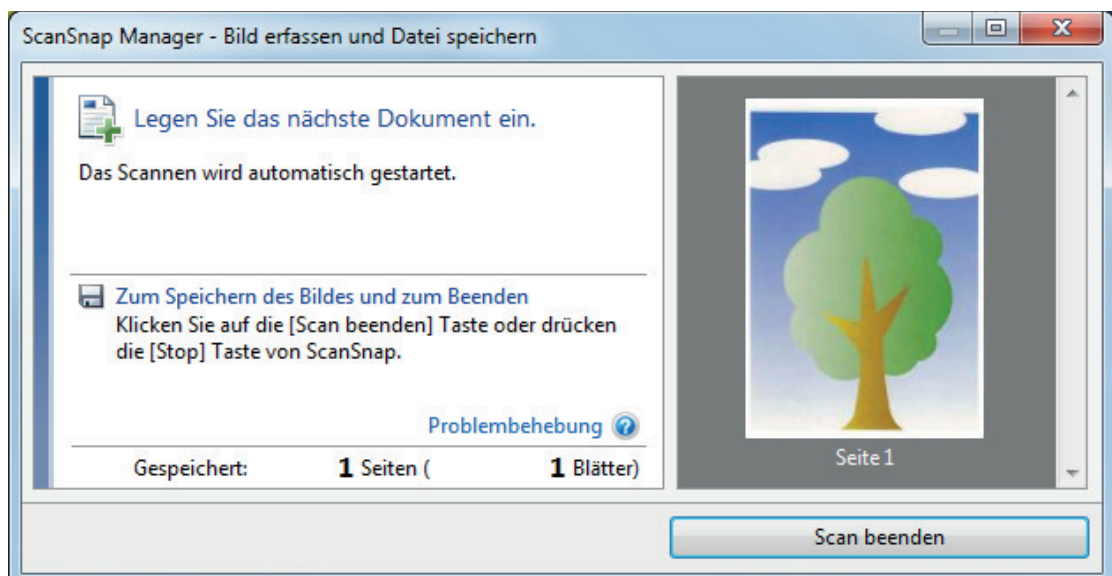 ScanSnap Manager - Bild erfassen und Datei speichern
Legen Sie das nächste Dokument ein.
Das Scannen wird automatisch gestartet.
Zum Speichern des Bildes und zum Beenden
Klicken Sie auf die [Scan beenden] Taste oder drücken
die [Stop] Taste von ScanSnap.
Problembehebung
Gespeichert: 1 Seiten ( 1 Blätter)
Seite 1
Scan beenden